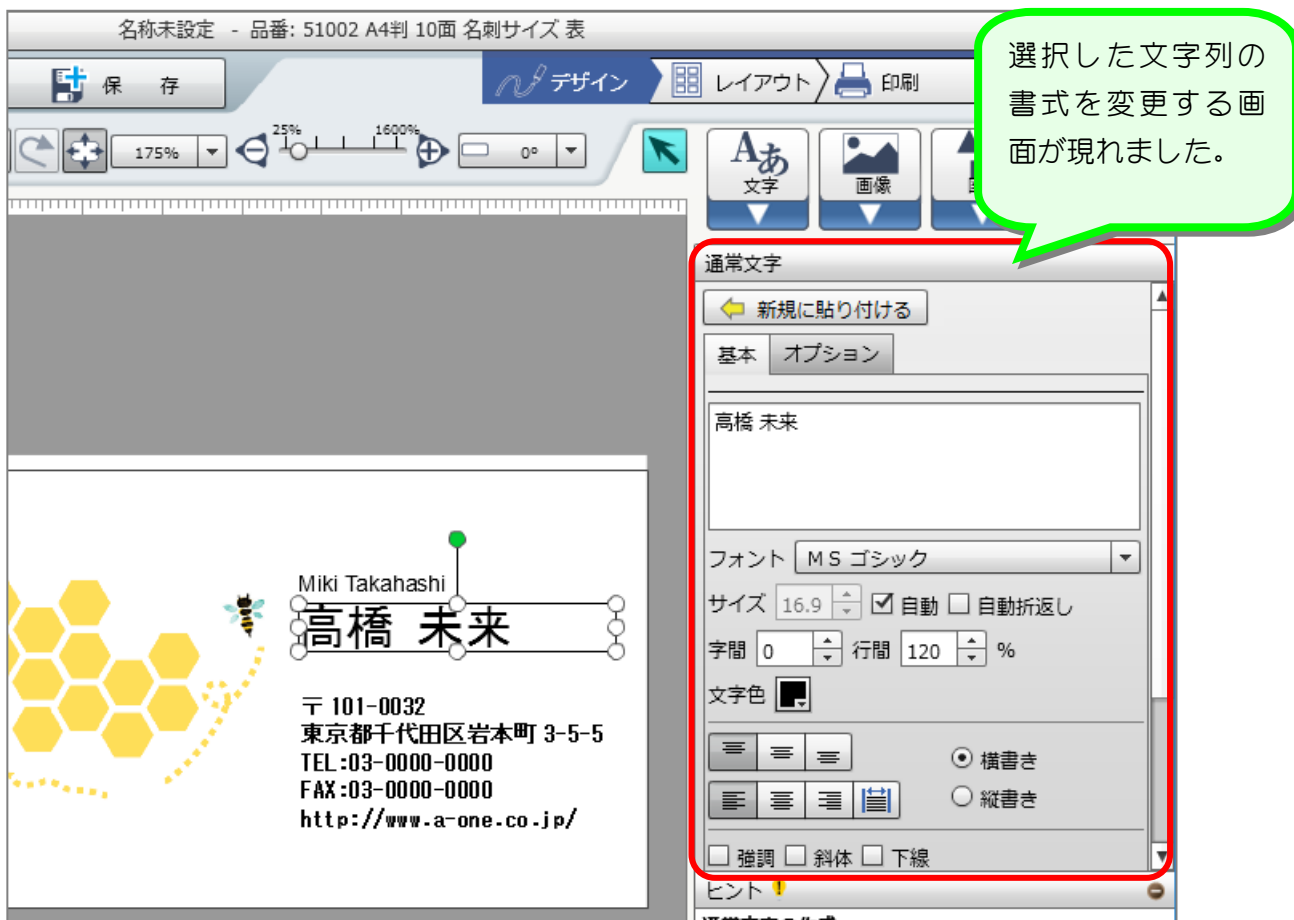 名称未設定 - 品番: 51002 A4判 10面 名刺サイズ 表
選択した文字列の
書式を変更する画
面が現れました。
保 存
デザイン
レイアウト
印刷
175%
25%
1600%
0°
Aあ
文字
画像
通常文字
新規に貼り付ける
基本
オプション
高橋 未来
フォント MS ゴシック
サイズ 16.9 自動 自動折返し
字間 0 行間 120 %
文字色
横書き
縦書き
強調 斜体 下線
ヒント
Miki Takahashi
高橋 未来
〒101-0032
東京都千代田区岩本町 3-5-5
TEL:03-0000-0000
FAX:03-0000-0000
http://www.a-one.co.jp/